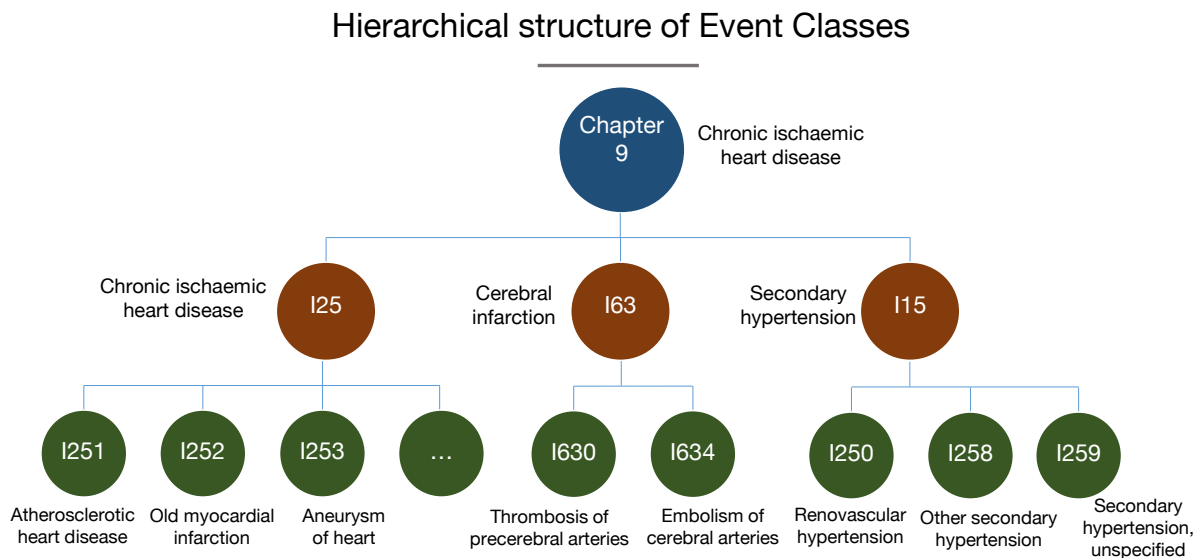 Hierarchical structure of Event Classes
Chapter
9
Chronic ischaemic
heart disease
Chronic ischaemic
heart disease
I25
Cerebral
infarction
I63
Secondary
hypertension
I15
I251
I252
I253
...
I630
I634
I250
I258
I259
Atherosclerotic
heart disease
Old myocardial
infarction
Aneurysm
of heart
Thrombosis of
precerebral arteries
Embolism of
cerebral arteries
Renovascular
hypertension
Other secondary
hypertension
Secondary
hypertension,
unspecified